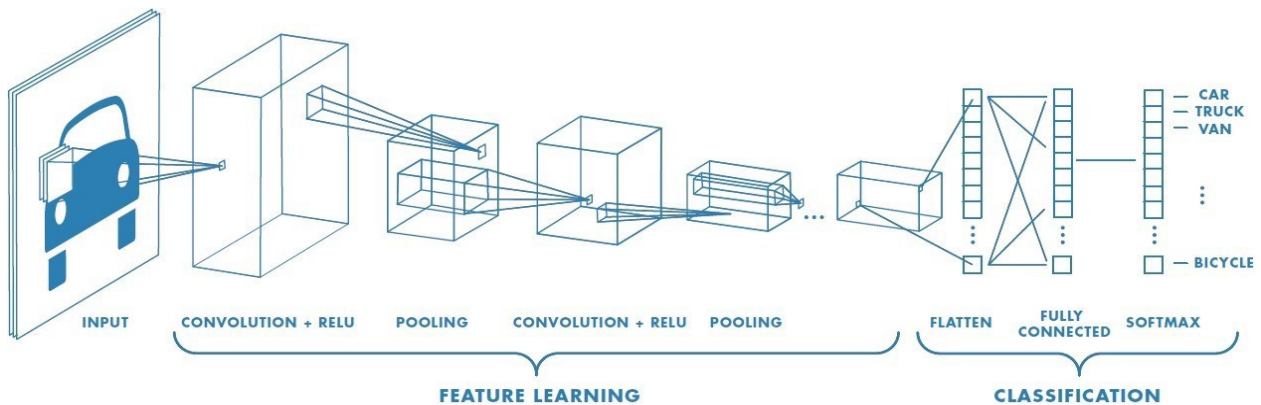 CAR
TRUCK
VAN
BICYCLE
INPUT
CONVOLUTION + RELU
POOLING
CONVOLUTION + RELU
POOLING
FLATTEN
FULLY
CONNECTED
SOFTMAX
FEATURE LEARNING
CLASSIFICATION